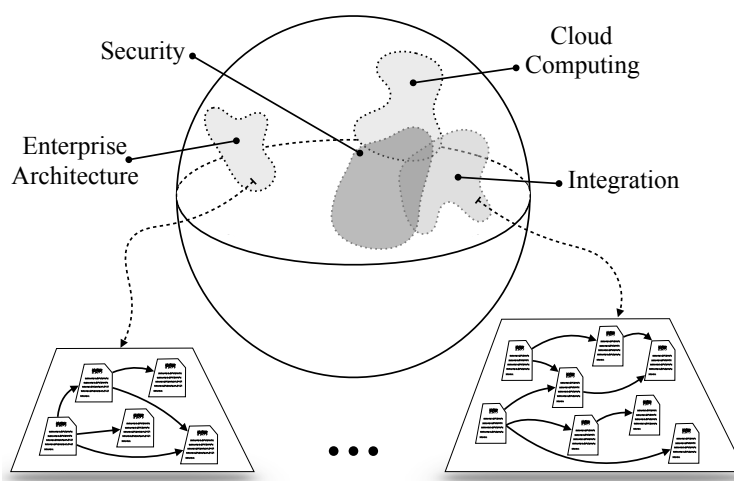 Security
Cloud
Computing
Enterprise
Architecture
Integration